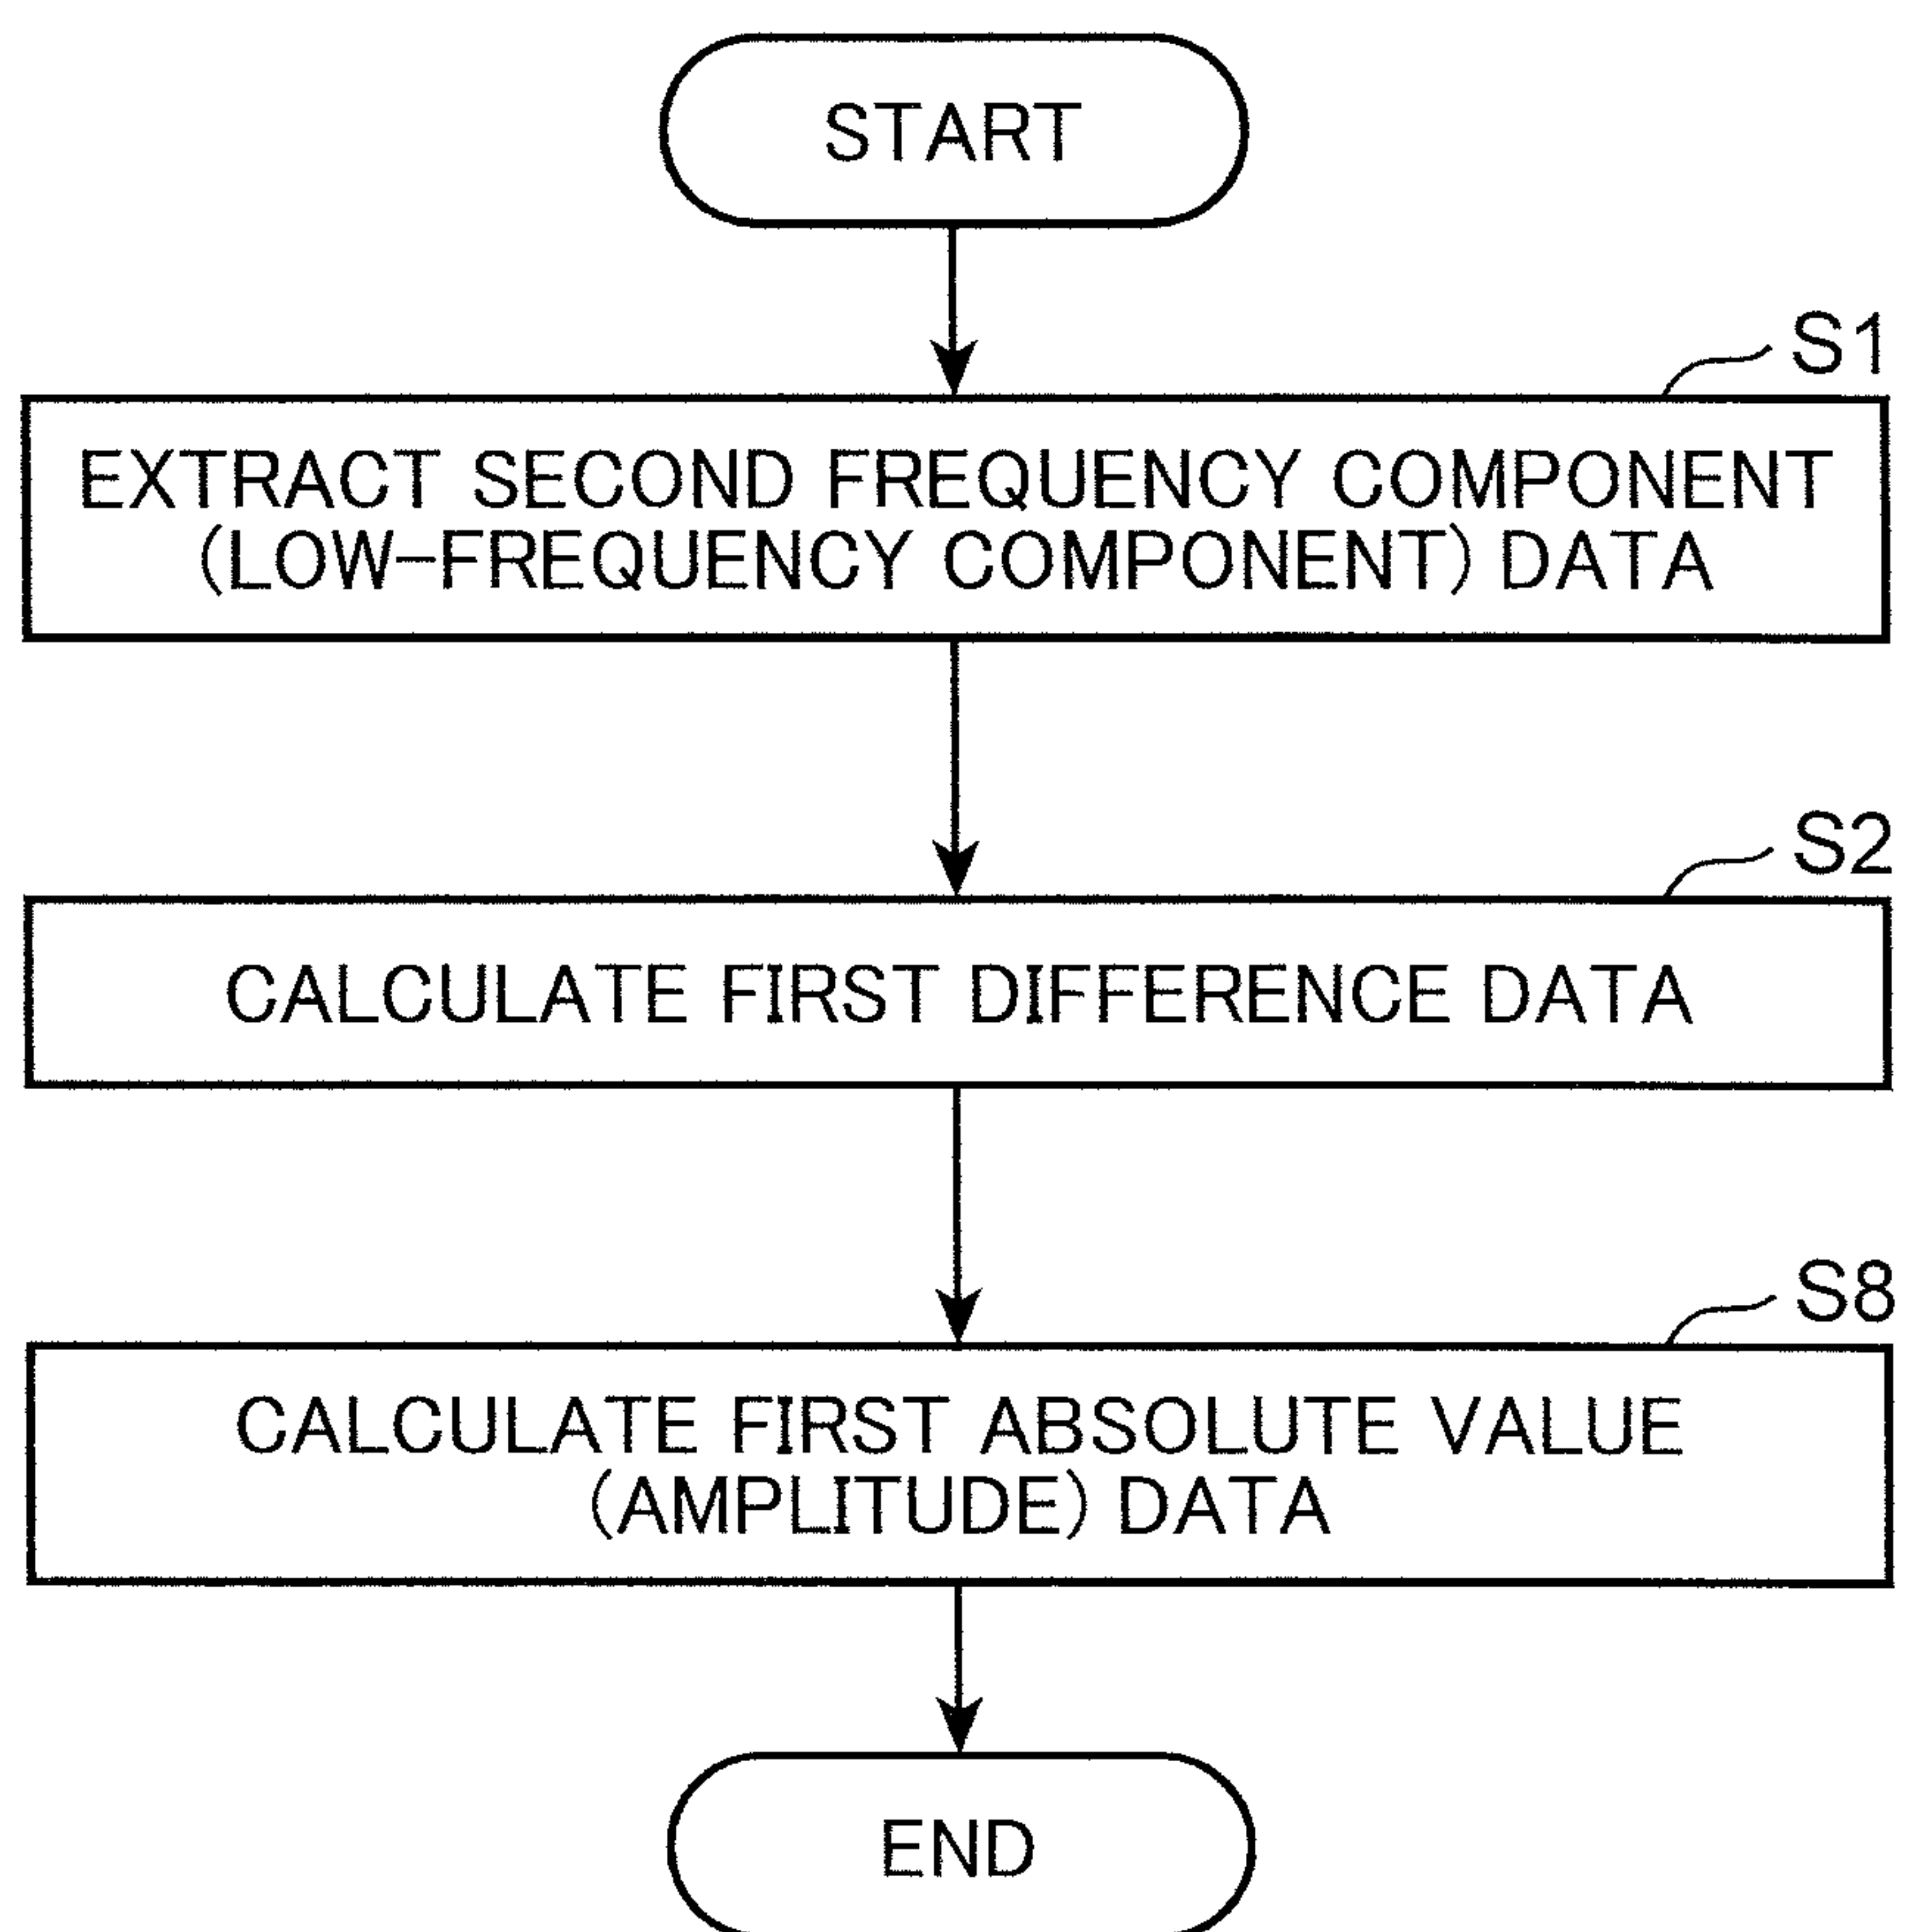 START
S1
EXTRACT SECOND FREQUENCY COMPONENT
(LOW-FREQUENCY COMPONENT) DATA
S2
CALCULATE FIRST DIFFERENCE DATA
S8
CALCULATE FIRST ABSOLUTE VALUE
(AMPLITUDE) DATA
END